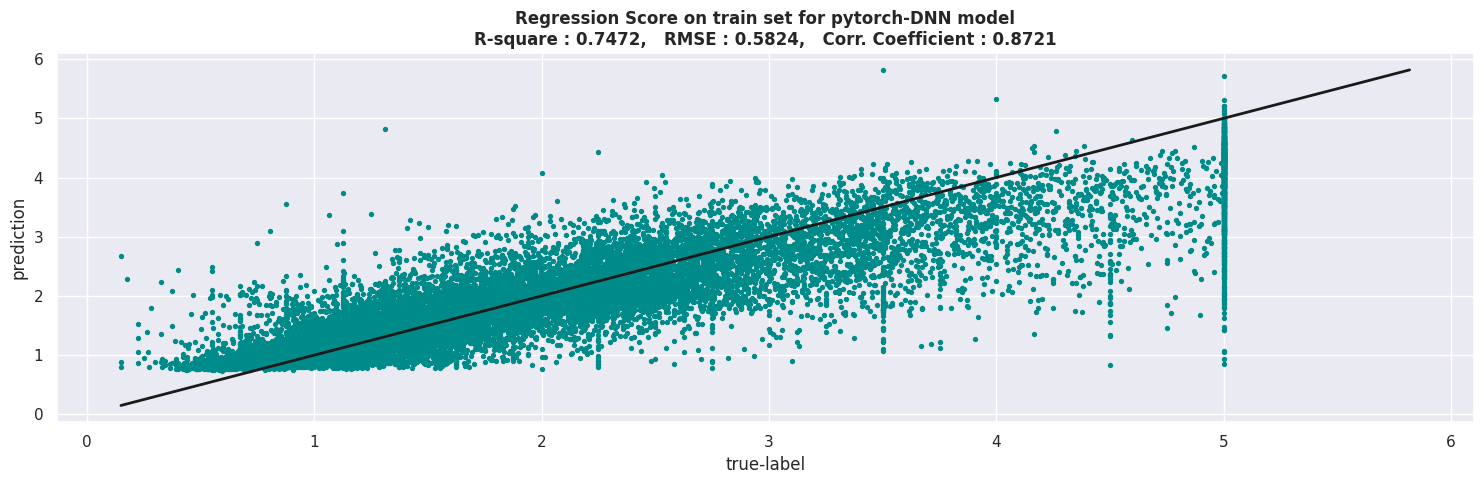 Regression Score on train set for pytorch-DNN model
R-square : 0.7472,   RMSE : 0.5824,   Corr. Coefficient : 0.8721
6
5
4
3
2
1
0
prediction
0 1 2 3 4 5 6
true-label